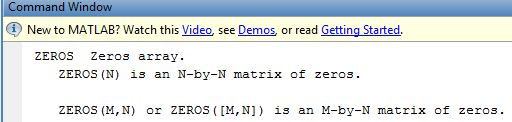 Command Window
New to MATLAB? Watch this Video, see Demos, or read Getting Started.
ZEROS  Zeros array.
ZEROS(N) is an N-by-N matrix of zeros.
ZEROS(M,N) or ZEROS([M,N]) is an M-by-N matrix of zeros.